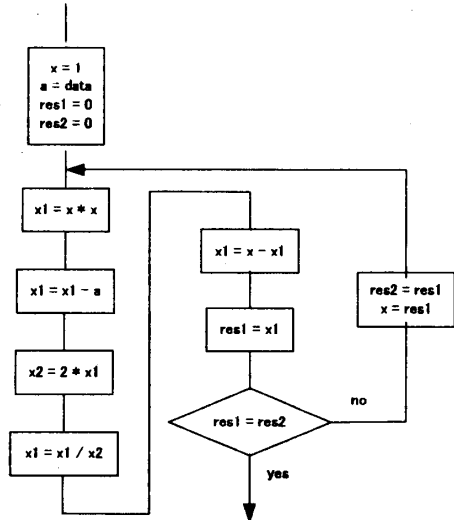 x = 1
a = data
res1 = 0
res2 = 0
x1 = x * x
x1 = x1 - a
x2 = 2 * x1
x1 = x1 / x2
x1 = x - x1
res1 = x1
res1 = res2
yes
no
res2 = res1
x = res1